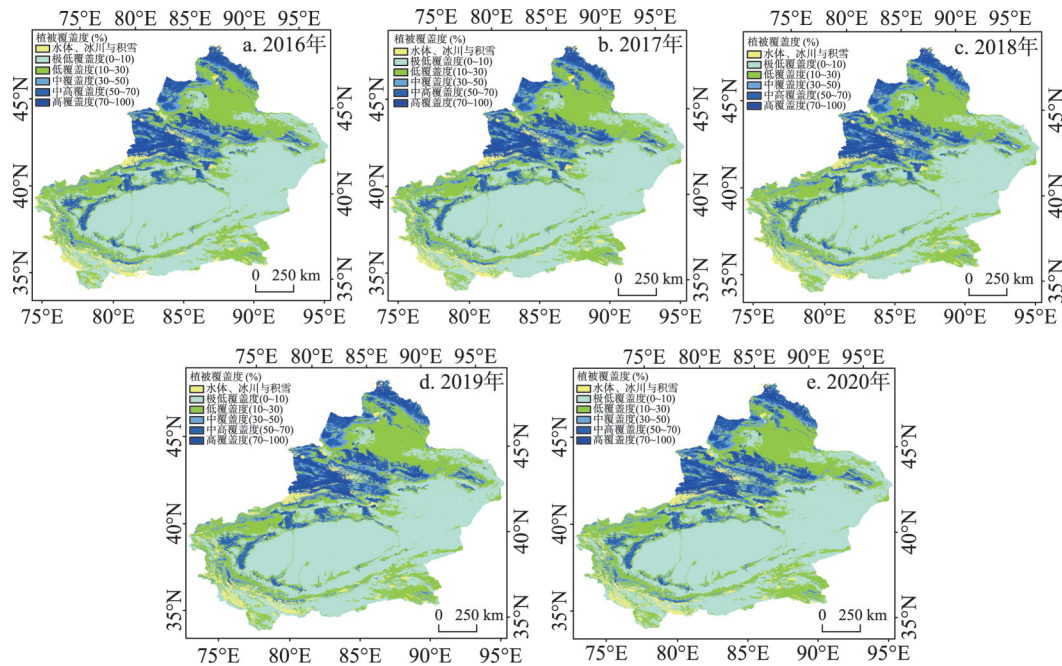 75°E 80°E 85°E 90°E 95°E
植被覆盖度(%)
水体、冰川与积雪
极低覆盖度(0~10)
低覆盖度(10~30)
中覆盖度(30~50)
中高覆盖度(50~70)
高覆盖度(70~100)
a. 2016年
45°N
40°N
35°N
0 250 km
75°E 80°E 85°E 90°E 95°E
75°E 80°E 85°E 90°E 95°E
植被覆盖度(%)
水体、冰川与积雪
极低覆盖度(0~10)
低覆盖度(10~30)
中覆盖度(30~50)
中高覆盖度(50~70)
高覆盖度(70~100)
b. 2017年
45°N
40°N
35°N
0 250 km
75°E 80°E 85°E 90°E 95°E
75°E 80°E 85°E 90°E 95°E
植被覆盖度(%)
水体、冰川与积雪
极低覆盖度(0~10)
低覆盖度(10~30)
中覆盖度(30~50)
中高覆盖度(50~70)
高覆盖度(70~100)
c. 2018年
45°N
40°N
35°N
0 250 km
75°E 80°E 85°E 90°E 95°E
75°E 80°E 85°E 90°E 95°E
植被覆盖度(%)
水体、冰川与积雪
极低覆盖度(0~10)
低覆盖度(10~30)
中覆盖度(30~50)
中高覆盖度(50~70)
高覆盖度(70~100)
d. 2019年
45°N
40°N
35°N
0 250 km
75°E 80°E 85°E 90°E 95°E
75°E 80°E 85°E 90°E 95°E
植被覆盖度(%)
水体、冰川与积雪
极低覆盖度(0~10)
低覆盖度(10~30)
中覆盖度(30~50)
中高覆盖度(50~70)
高覆盖度(70~100)
e. 2020年
45°N
40°N
35°N
0 250 km
75°E 80°E 85°E 90°E 95°E